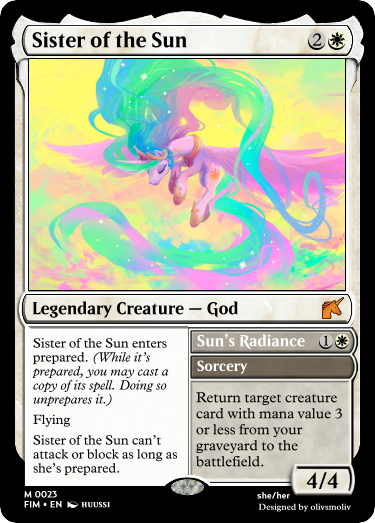 Sister of the Sun 2
Legendary Creature — God
Sister of the Sun enters
prepared. (While it's
prepared, you may cast a
copy of its spell. Doing so
unprepares it.)
Flying
Sister of the Sun can't
attack or block as long as
she's prepared.
Sun's Radiance 1
Sorcery
Return target creature
card with mana value 3
or less from your
graveyard to the
battlefield.
4/4
M 0023
FIM • EN HUUSSI
she/her
Designed by olivsmoliv